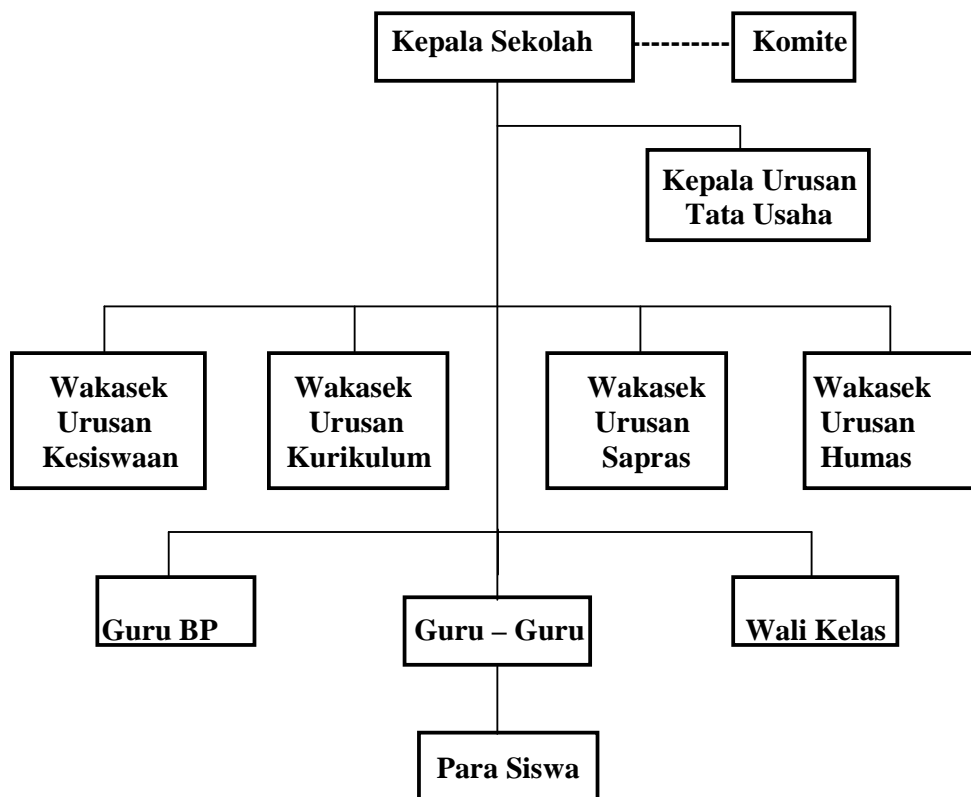 Kepala Sekolah
Komite
Kepala Urusan
Tata Usaha
Wakasek
Urusan
Kesiswaan
Wakasek
Urusan
Kurikulum
Wakasek
Urusan
Sapras
Wakasek
Urusan
Humas
Guru BP
Guru – Guru
Wali Kelas
Para Siswa